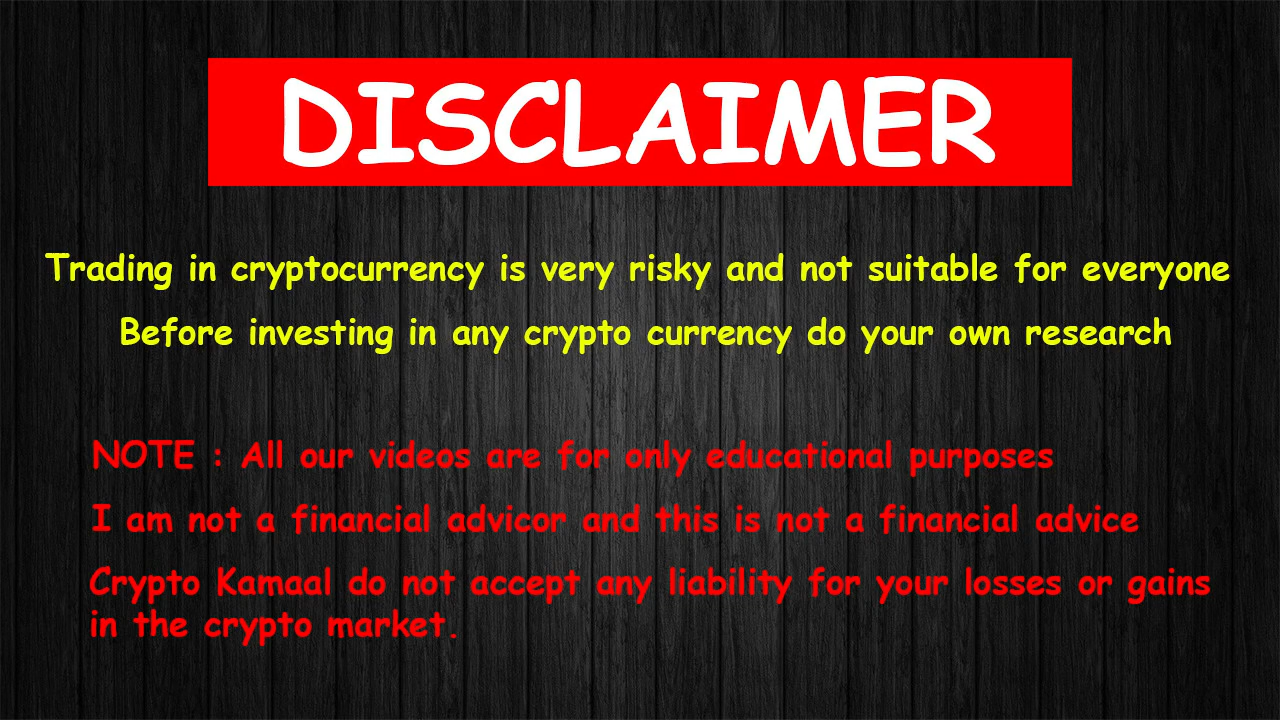 DISCLAIMER
Trading in cryptocurrency is very risky and not suitable for everyone
Before investing in any crypto currency do your own research
NOTE : All our videos are for only educational purposes
I am not a financial advicor and this is not a financial advice
Crypto Kamaal do not accept any liability for your losses or gains
in the crypto market.